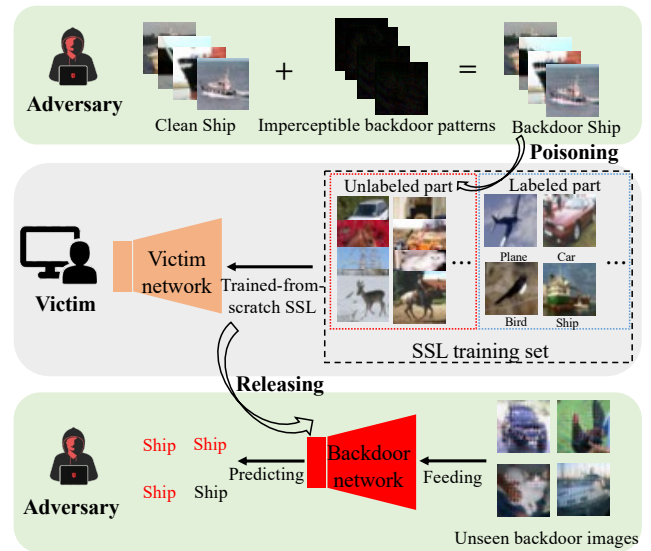 Adversary
Clean Ship
+
Imperceptible backdoor patterns
=
Backdoor Ship
Poisoning
Unlabeled part
Labeled part
Victim
Victim
network
Trained-from-
scratch SSL
...
Plane
Car
Bird
Ship
...
SSL training set
Releasing
Adversary
Ship Ship
Ship Ship
Predicting
Backdoor
network
Feeding
Unseen backdoor images